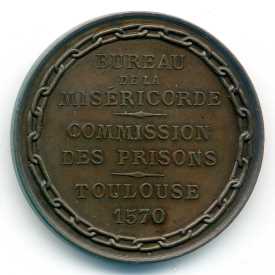 BUREAU
DE LA
MISÉRICORDE
COMMISSION
DES PRISONS
TOULOUSE
1570